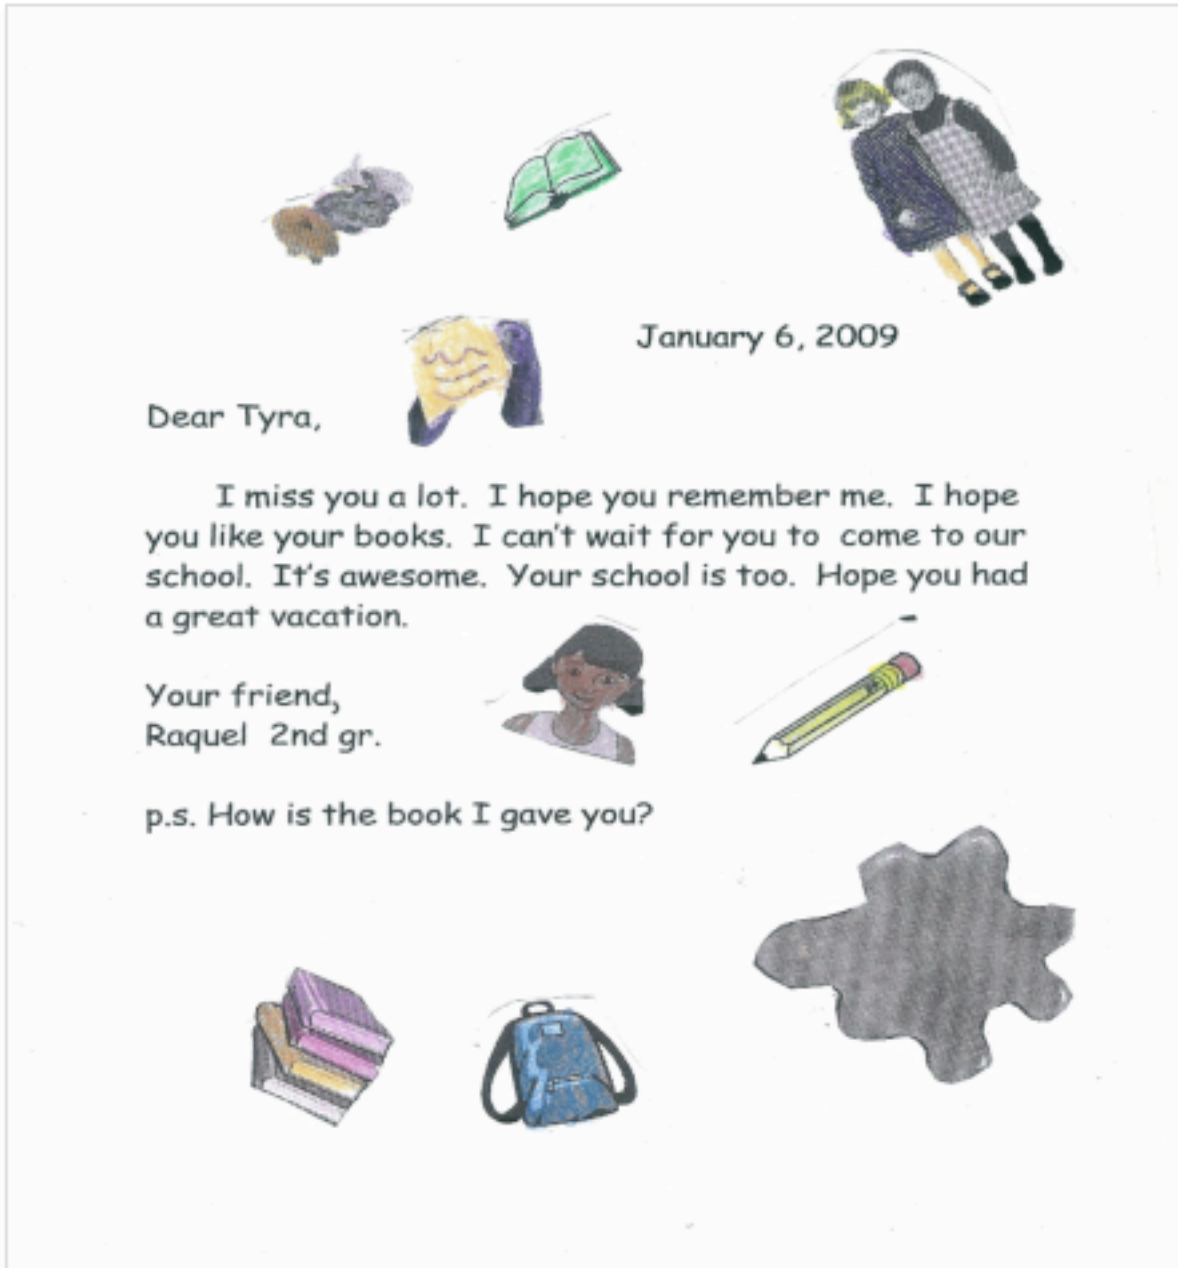 January 6, 2009
Dear Tyra,
I miss you a lot. I hope you remember me. I hope
you like your books. I can't wait for you to come to our
school. It's awesome. Your school is too. Hope you had
a great vacation.
Your friend,
Raquel 2nd gr.
p.s. How is the book I gave you?